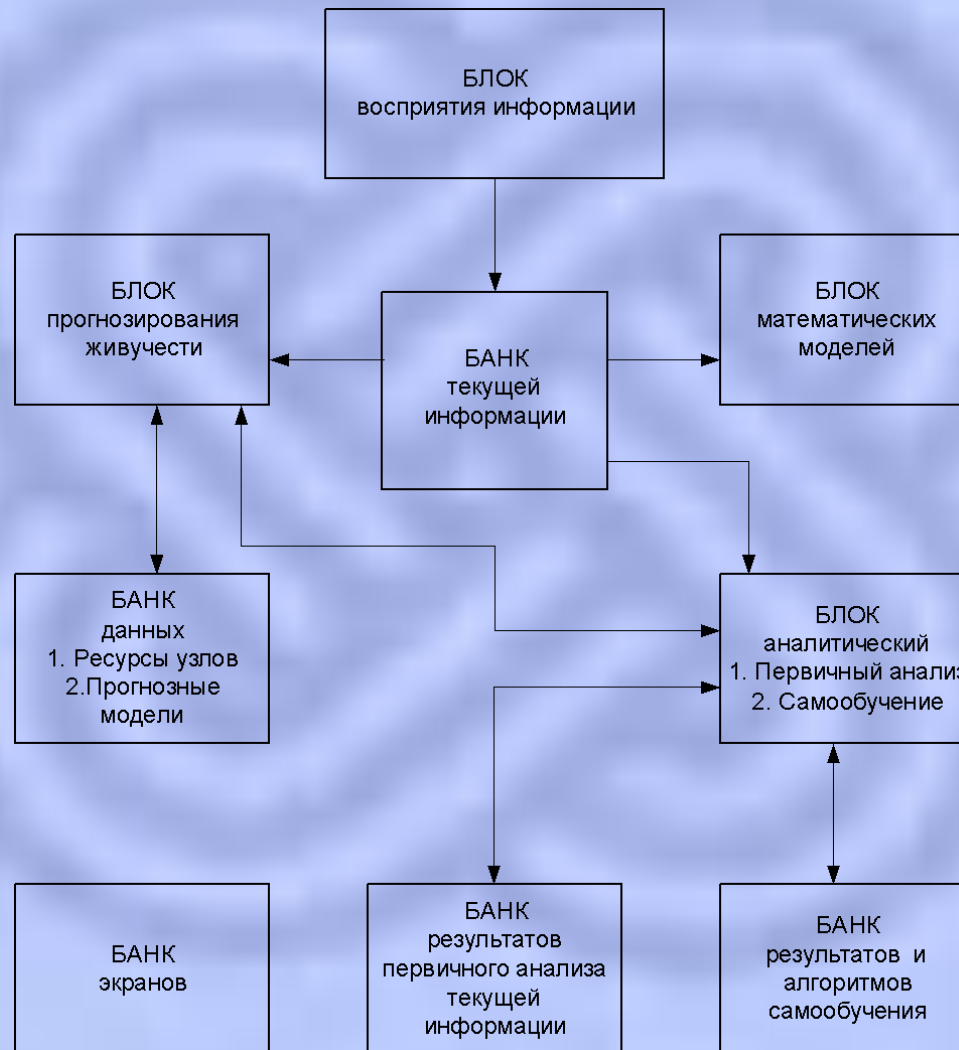 БЛОК
восприятия информации
БЛОК
прогнозирования
живучести
БАНК
текущей
информации
БЛОК
математических
моделей
БАНК
данных
1. Ресурсы узлов
2.Прогнозные
модели
БЛОК
аналитический
1. Первичный анализ
2. Самообучение
БАНК
экранов
БАНК
результатов
первичного анализа
текущей
информации
БАНК
результатов и
алгоритмов
самообучения